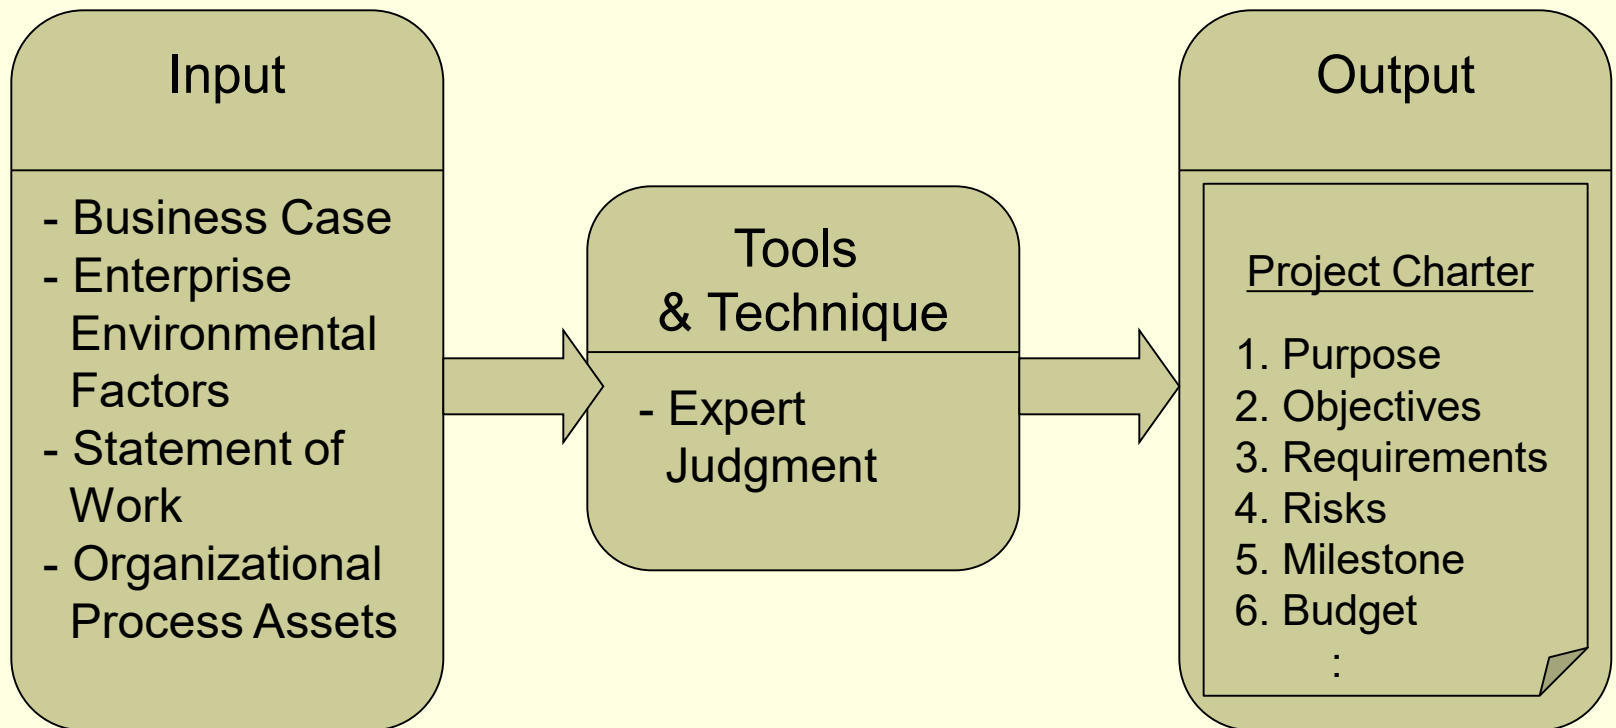 Input
- Business Case
- Enterprise
Environmental
Factors
- Statement of
Work
- Organizational
Process Assets
Tools
& Technique
- Expert
Judgment
Output
Project Charter
1. Purpose
2. Objectives
3. Requirements
4. Risks
5. Milestone
6. Budget
: